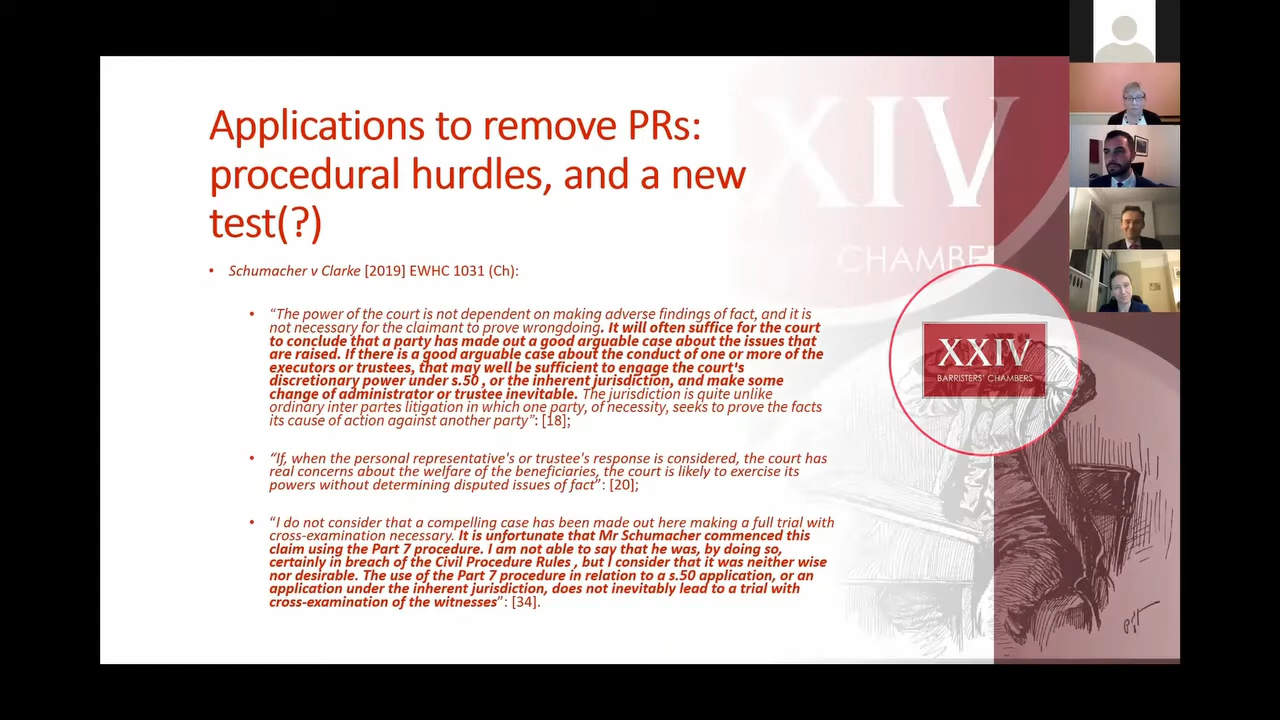 Applications to remove PRs:
procedural hurdles, and a new
test(?)
• Schumacher v Clarke [2019] EWHC 1031 (Ch):
• “The power of the court is not dependent on making adverse findings of fact, and it is
not necessary for the claimant to prove wrongdoing. It will often suffice for the court
to conclude that a party has made out a good arguable case about the issues that
are raised. If there is a good arguable case about the conduct of one or more of the
executors or trustees, that may well be sufficient to engage the court's
discretionary power under s.50 , or the inherent jurisdiction, and make some
change of administrator or trustee inevitable. The jurisdiction is quite unlike
ordinary inter partes litigation in which one party, of necessity, seeks to prove the facts
its cause of action against another party”: [18];
• “If, when the personal representative's or trustee's response is considered, the court has
real concerns about the welfare of the beneficiaries, the court is likely to exercise its
powers without determining disputed issues of fact”: [20];
• “I do not consider that a compelling case has been made out here making a full trial with
cross-examination necessary. It is unfortunate that Mr Schumacher commenced this
claim using the Part 7 procedure. I am not able to say that he was, by doing so,
certainly in breach of the Civil Procedure Rules , but I consider that it was neither wise
nor desirable. The use of the Part 7 procedure in relation to a s.50 application, or an
application under the inherent jurisdiction, does not inevitably lead to a trial with
cross-examination of the witnesses”: [34].
XIV
CHAMBE
XXIV
BARRISTERS' CHAMBERS